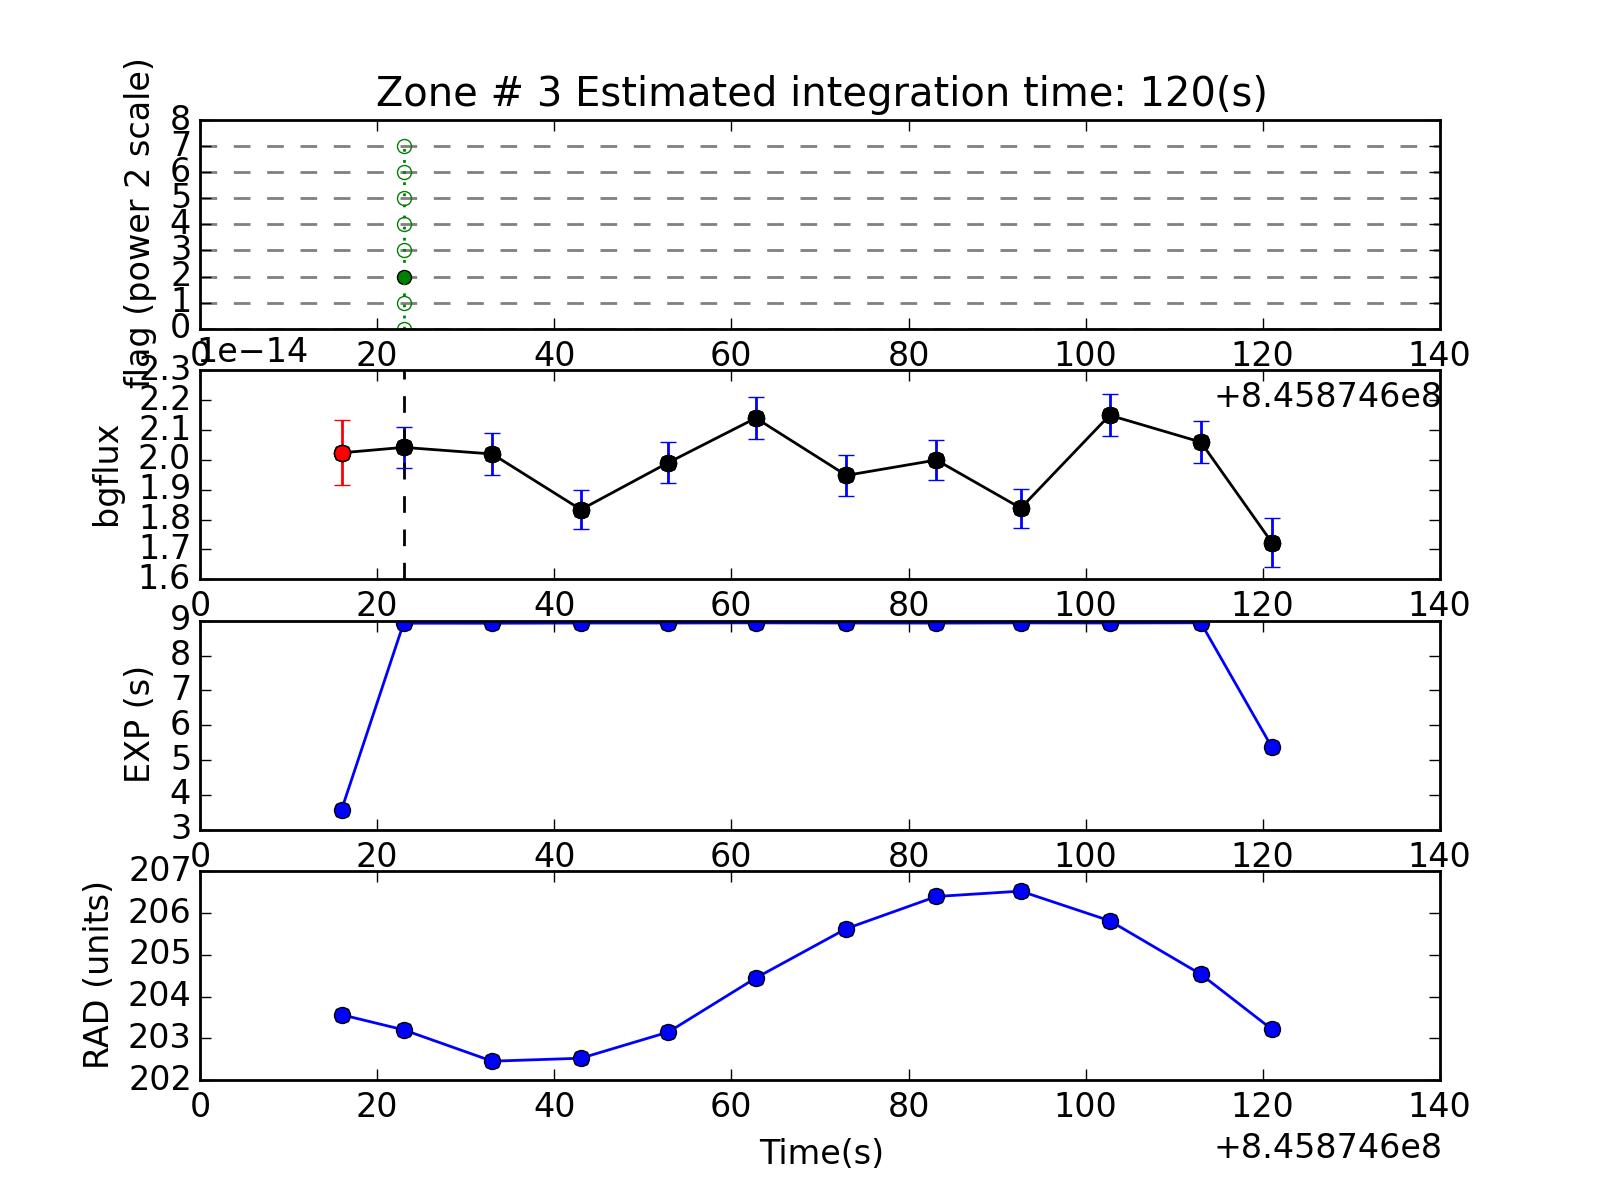 Zone # 3 Estimated integration time: 120(s)
flag (power 2 scale)
8
7
6
5
4
3
2
1
0
0 20 40 60 80 100 120 140
1e−14
+8.458746e8
bgflux
2.3
2.2
2.1
2.0
1.9
1.8
1.7
1.6
0 20 40 60 80 100 120 140
EXP (s)
9
8
7
6
5
4
3
0 20 40 60 80 100 120 140
RAD (units)
207
206
205
204
203
202
0 20 40 60 80 100 120 140
Time(s)
+8.458746e8